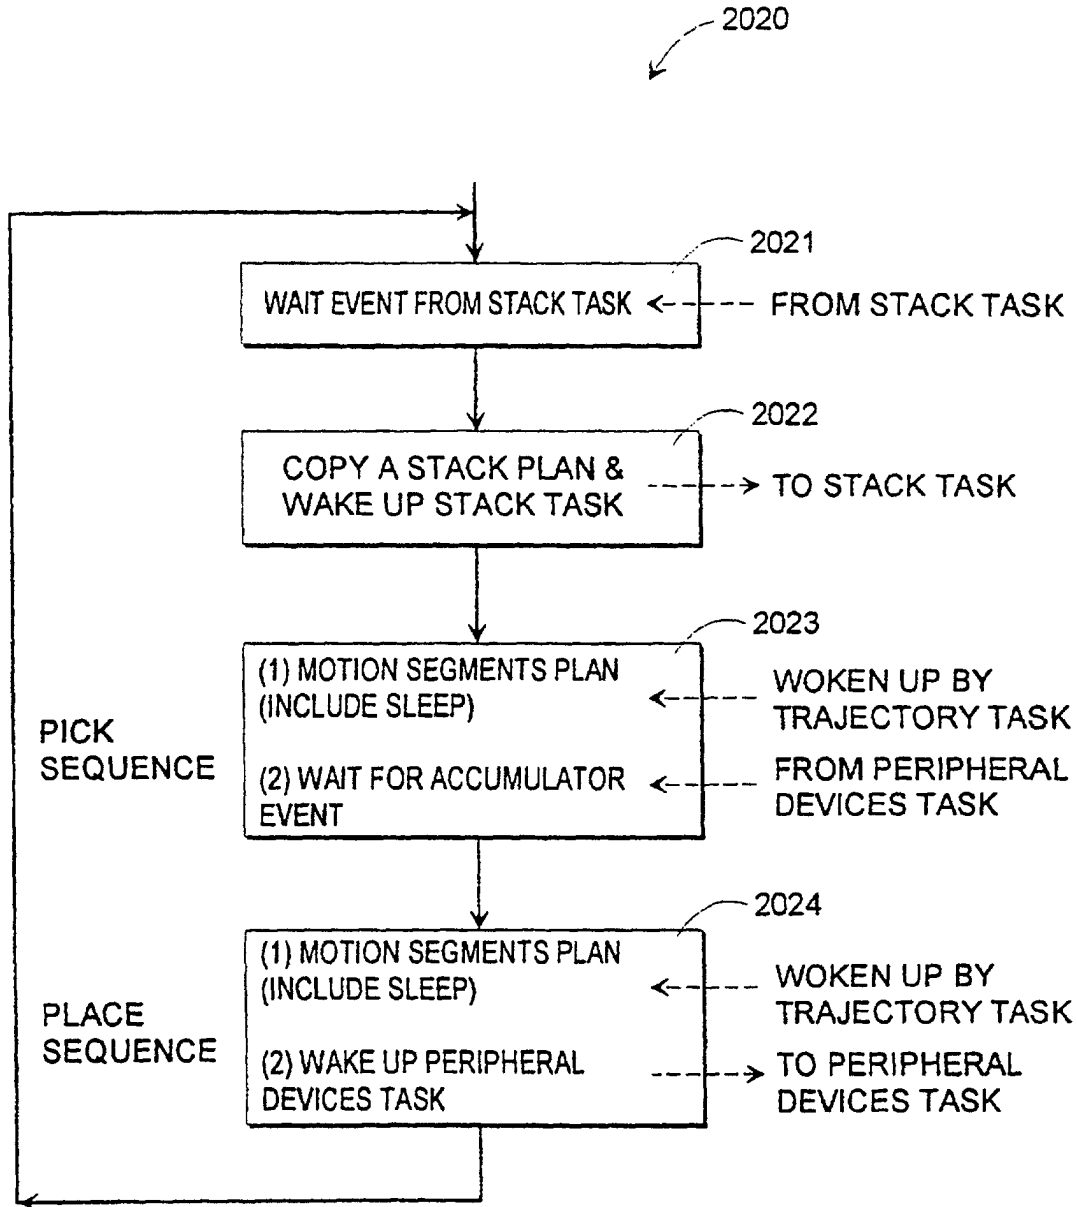 2020
2021
WAIT EVENT FROM STACK TASK
FROM STACK TASK
2022
COPY A STACK PLAN &
WAKE UP STACK TASK
TO STACK TASK
2023
PICK
SEQUENCE
(1) MOTION SEGMENTS PLAN
(INCLUDE SLEEP)
(2) WAIT FOR ACCUMULATOR
EVENT
WOKEN UP BY
TRAJECTORY TASK
FROM PERIPHERAL
DEVICES TASK
2024
PLACE
SEQUENCE
(1) MOTION SEGMENTS PLAN
(INCLUDE SLEEP)
(2) WAKE UP PERIPHERAL
DEVICES TASK
WOKEN UP BY
TRAJECTORY TASK
TO PERIPHERAL
DEVICES TASK